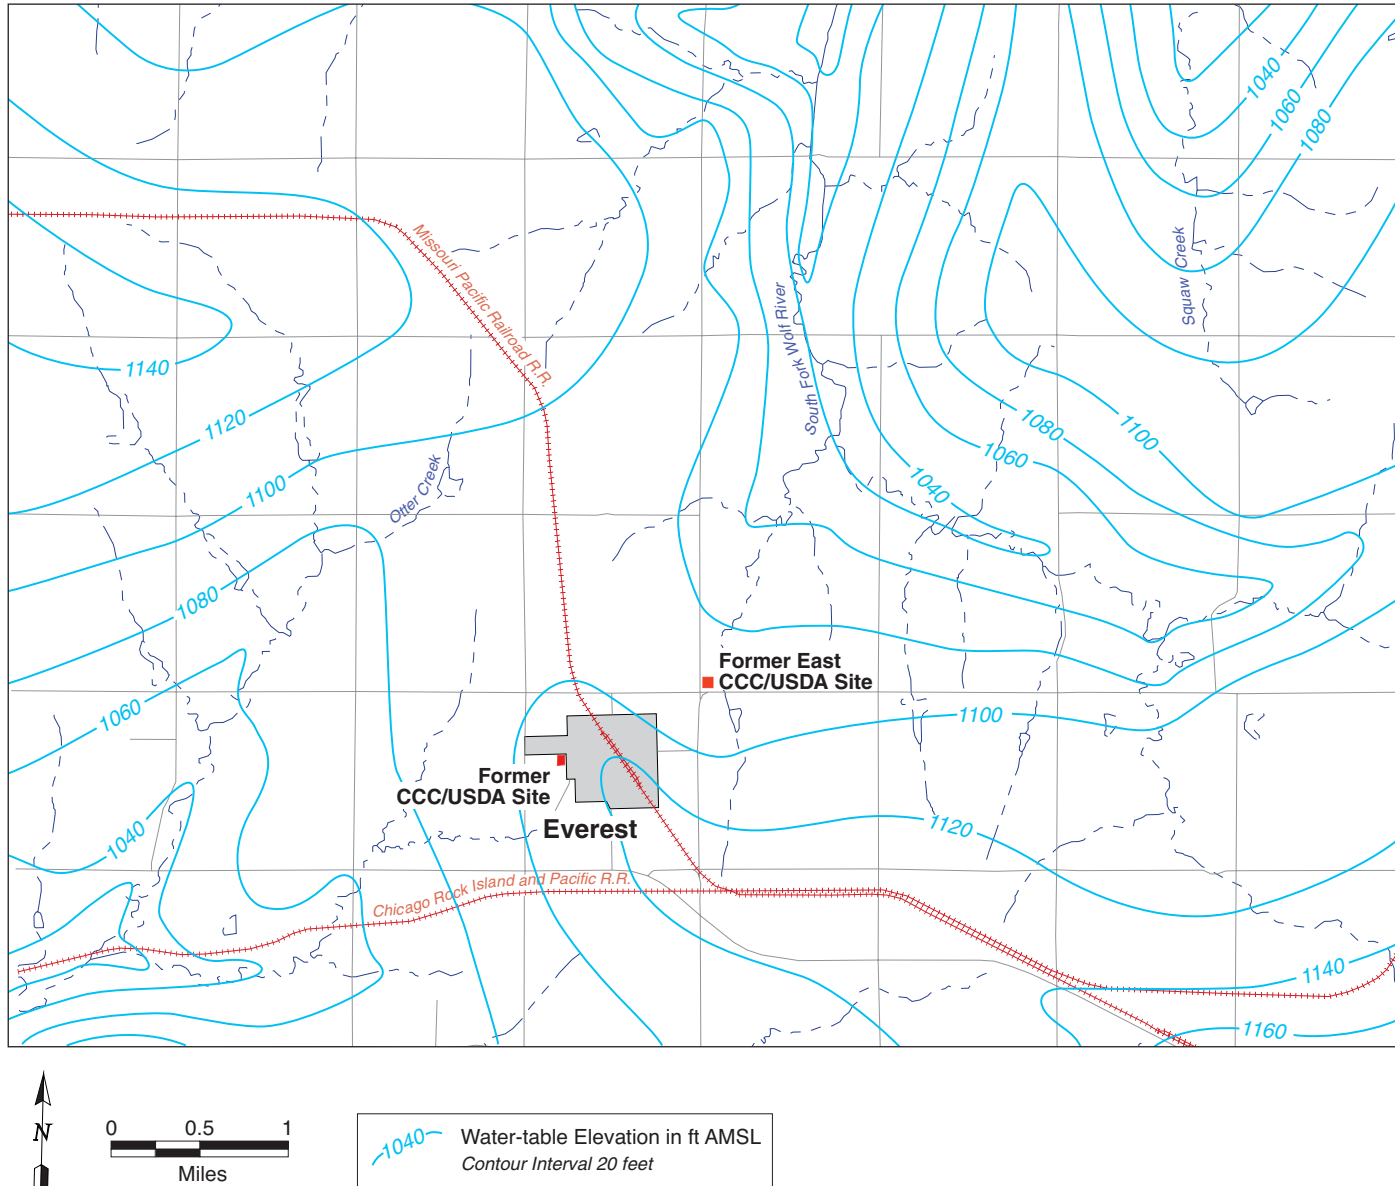 1040
1060
1080
Missouri Pacific Railroad R.R.
Squaw Creek
South Fork Wolf River
1140
1120
1100
1080
1100
1060
1040
Otter Creek
1080
1060
Former East
CCC/USDA Site
1100
Former
CCC/USDA Site
Everest
1040
1120
Chicago Rock Island and Pacific R.R.
1140
1160
N
0 0.5 1
Miles
1040
Water-table Elevation in ft AMSL
Contour Interval 20 feet